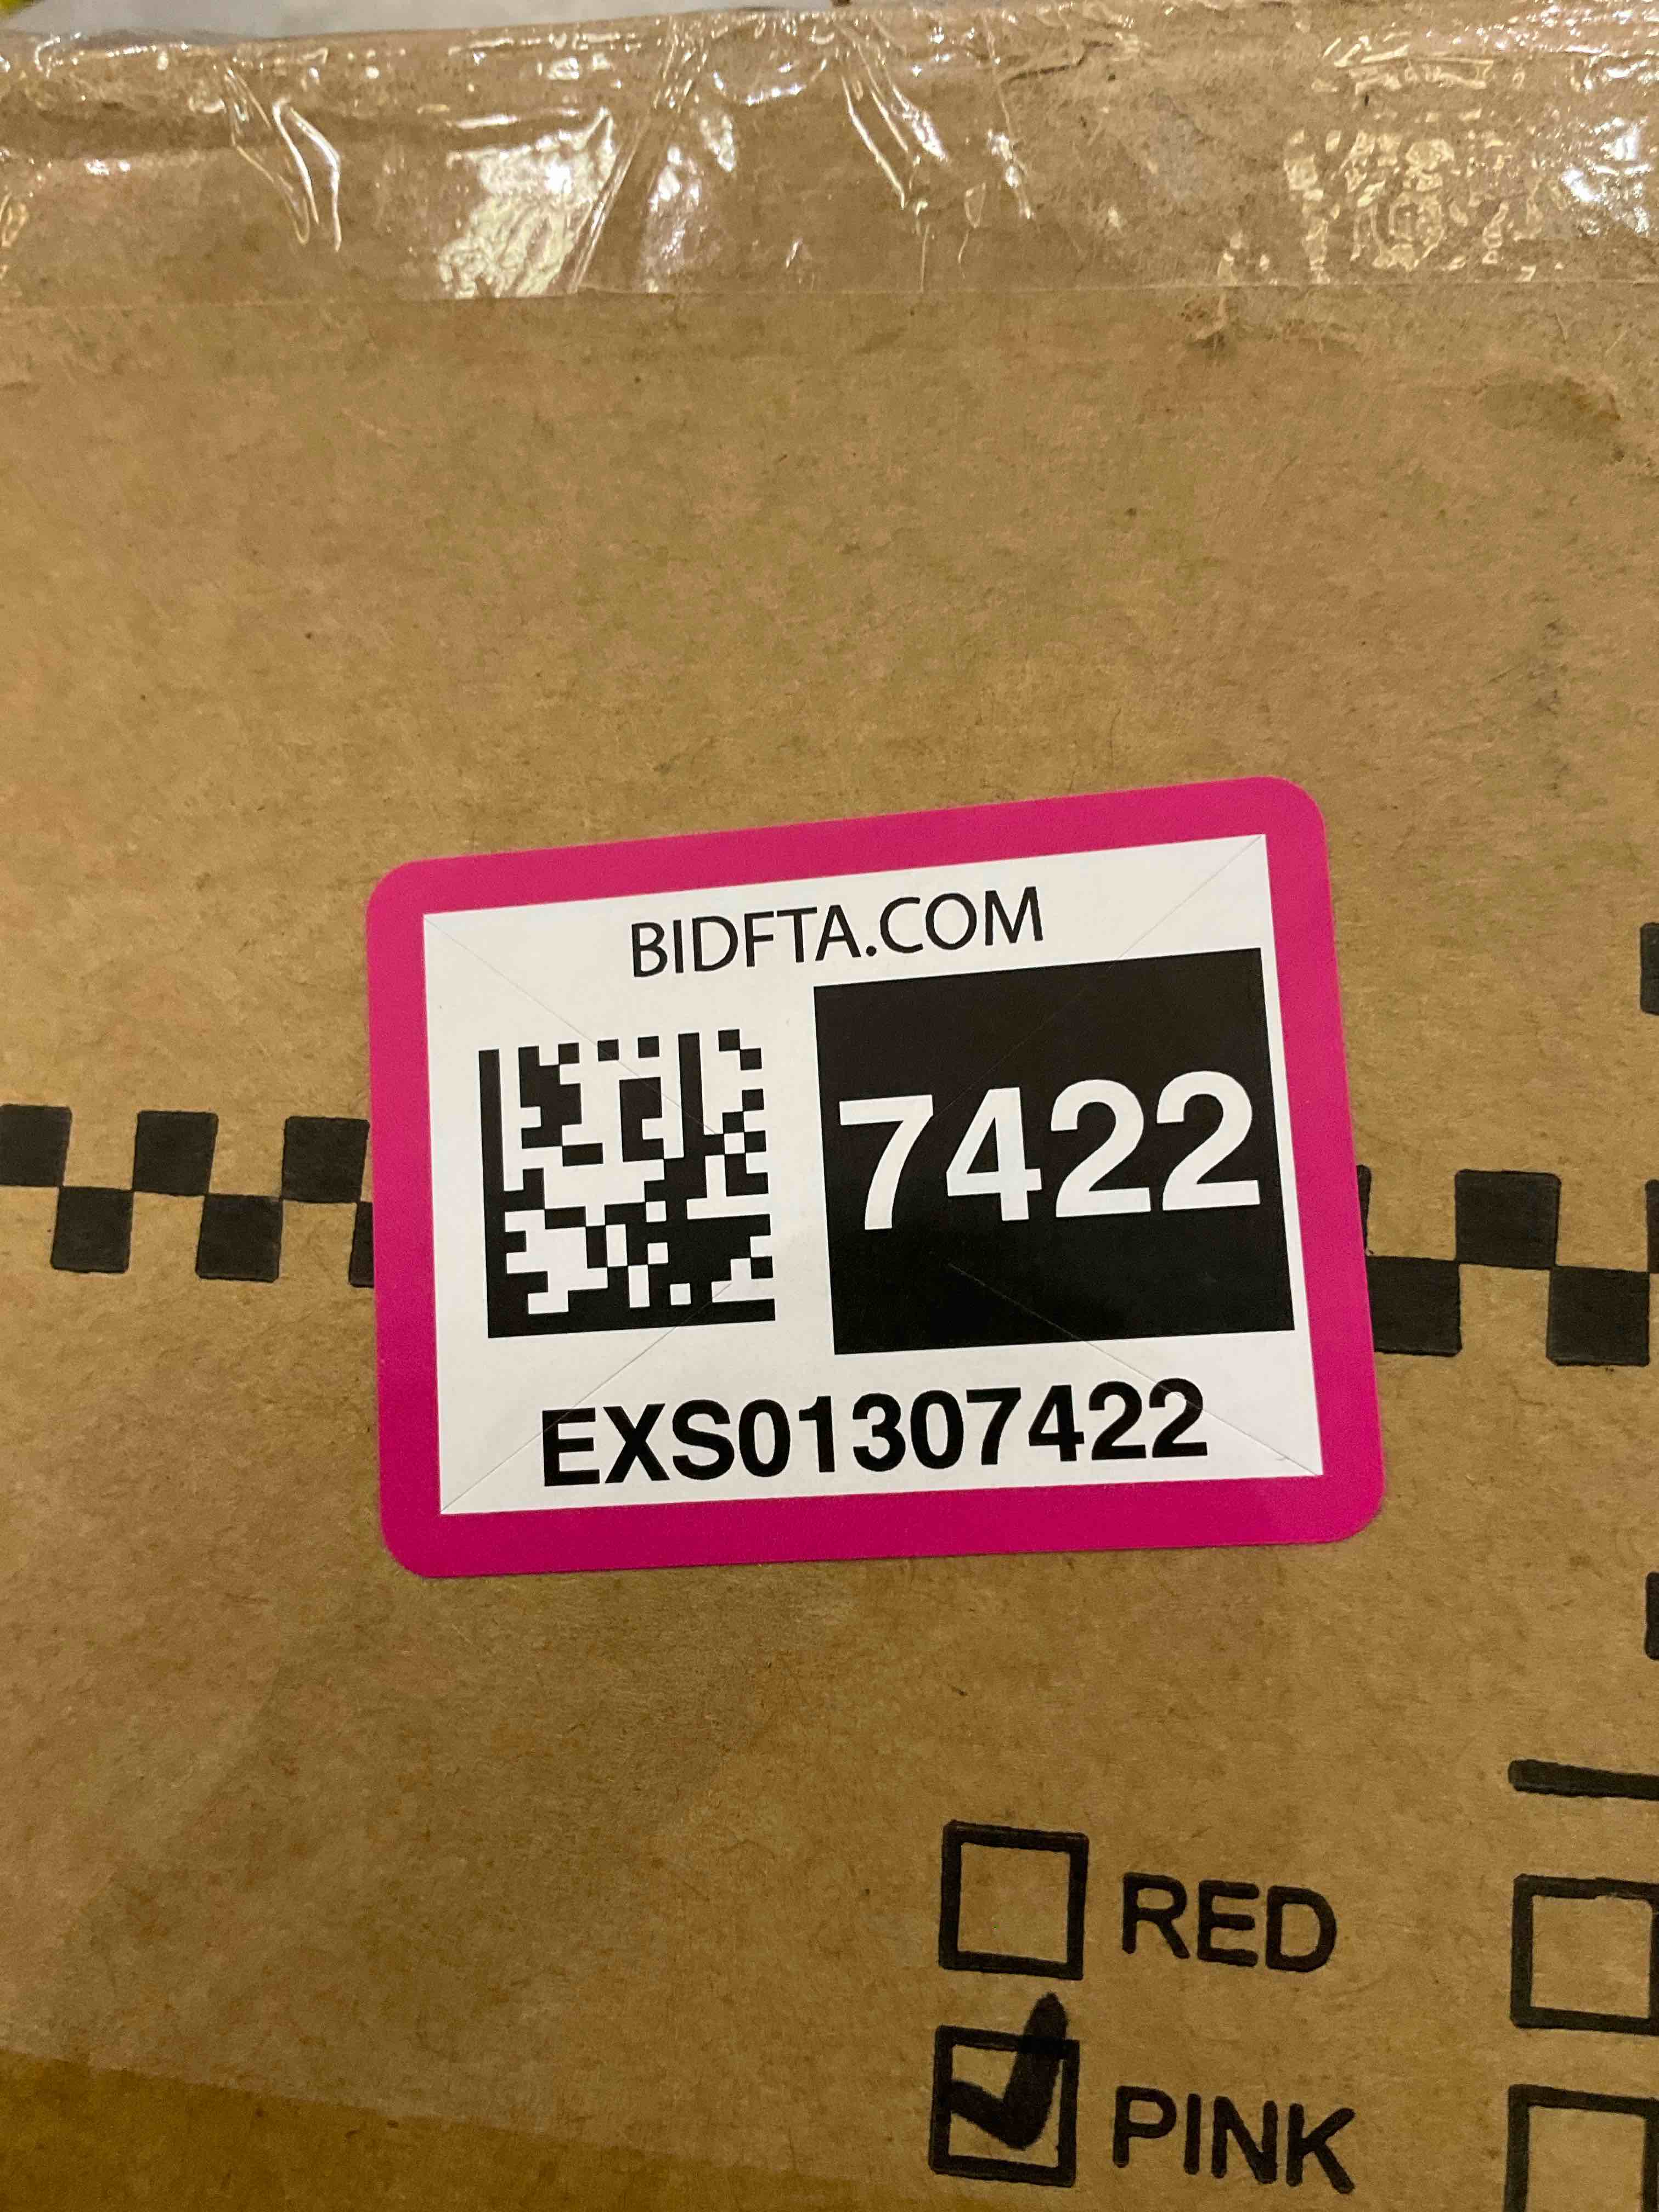 BIDFTA.COM
7422
EXS01307422
RED
PINK